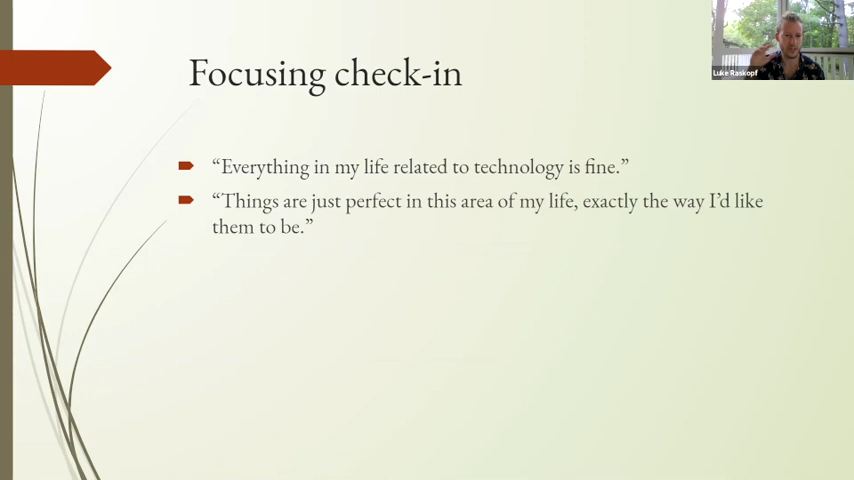 Focusing check-in
“Everything in my life related to technology is fine.”
“Things are just perfect in this area of my life, exactly the way I’d like
them to be.”
Luke Raskopf